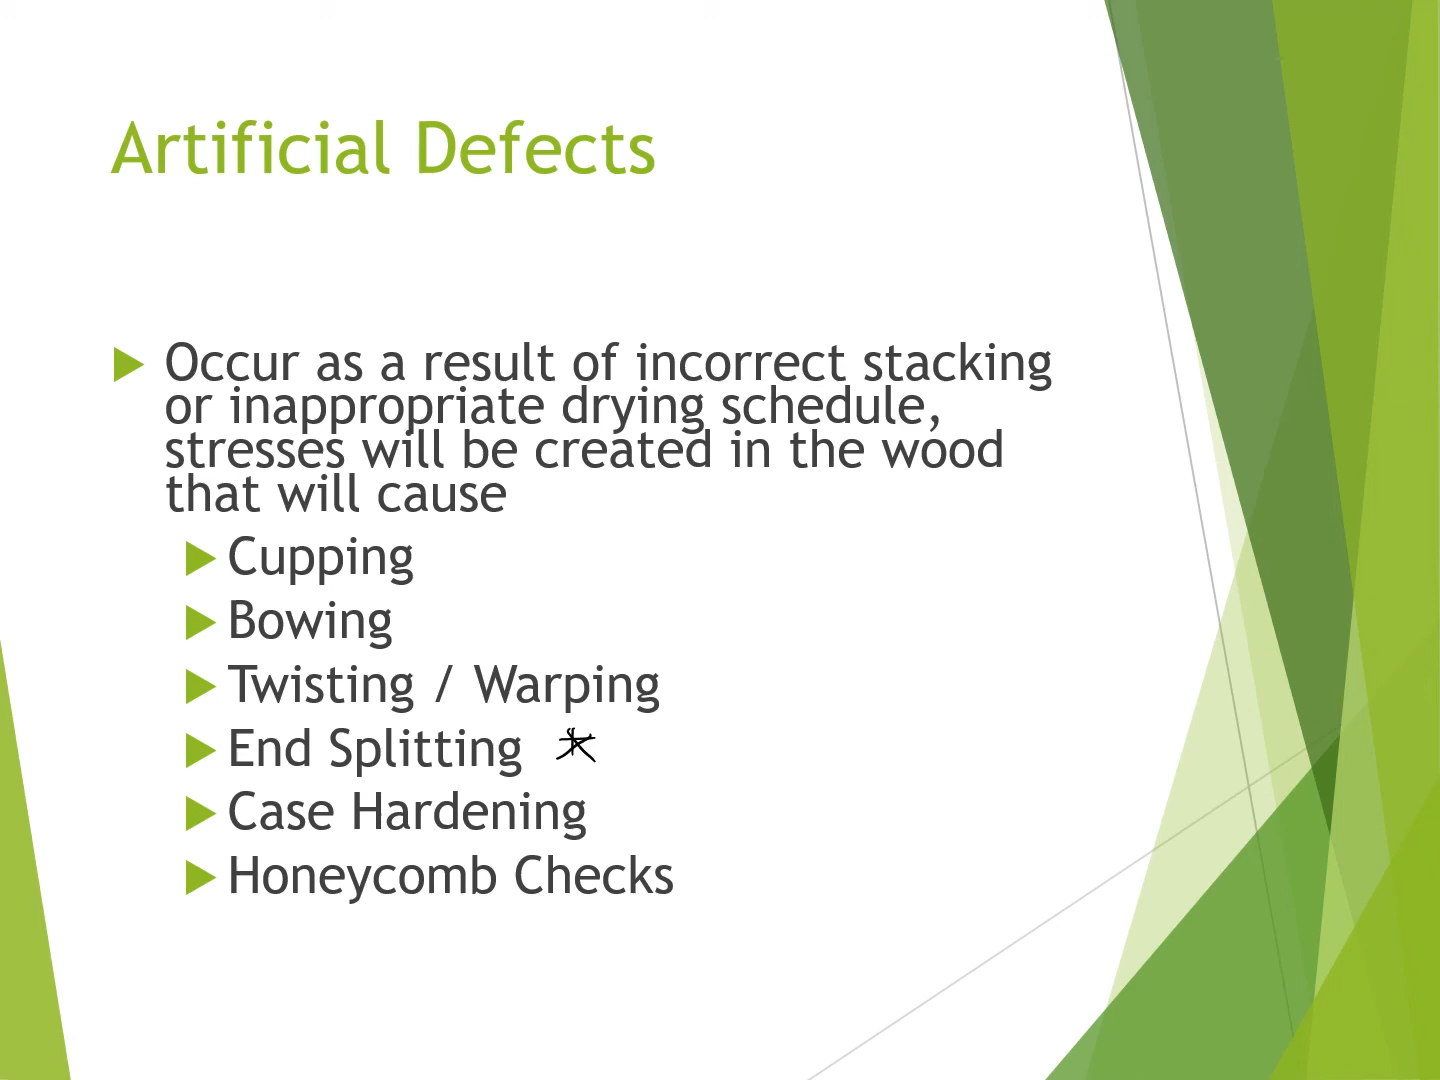 Artificial Defects
Occur as a result of incorrect stacking
or inappropriate drying schedule,
stresses will be created in the wood
that will cause
Cupping
Bowing
Twisting / Warping
End Splitting
Case Hardening
Honeycomb Checks